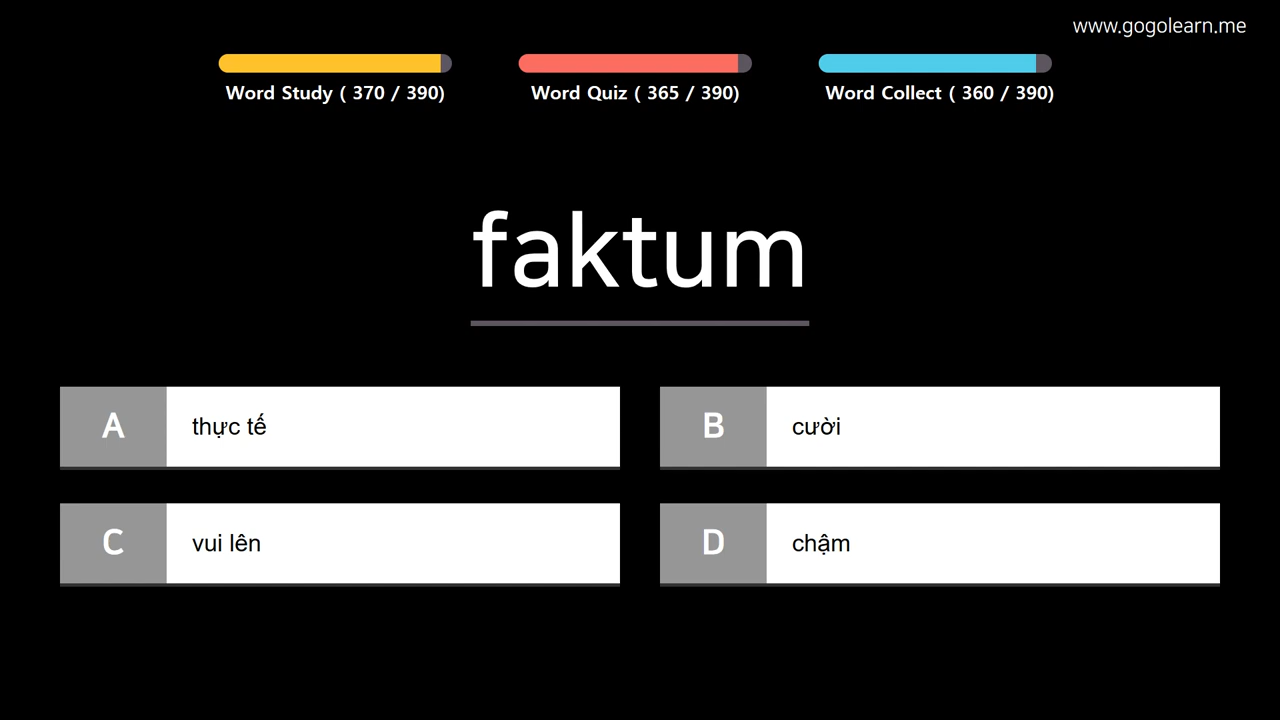 www.gogolearn.me
Word Study ( 370 / 390)
Word Quiz ( 365 / 390)
Word Collect ( 360 / 390)
faktum
A thực tế
B cười
C vui lên
D chậm